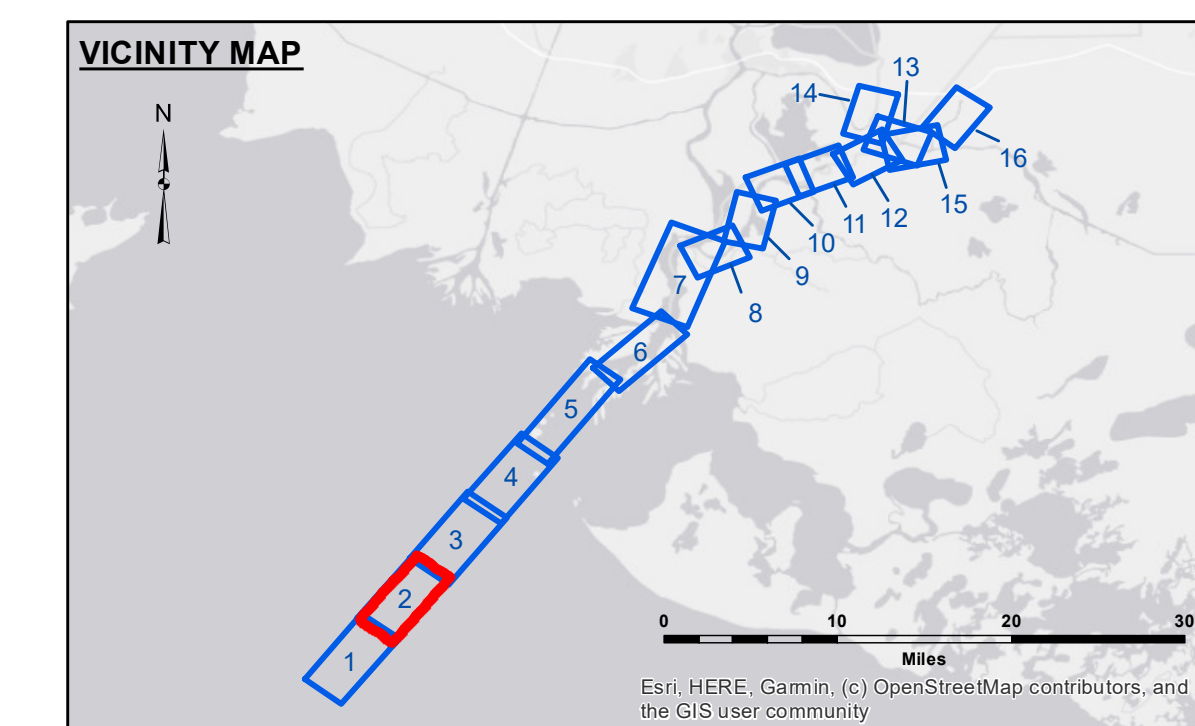 VICINITY MAP
N
13
14
16
15
12
11
10
9
7
8
6
5
4
3
2
1
0 10 20 30
Miles
Esri, HERE, Garmin, (c) OpenStreetMap contributors, and
the GIS user community